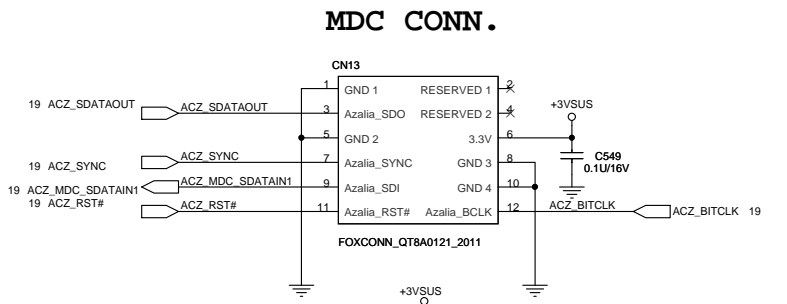 MDC CONN.
CN13
1 GND 1 RESERVED 1 2
+3VSUS
19 ACZ_SDATAOUT ACZ_SDATAOUT 3 Azalia_SDO RESERVED 2 4
5 GND 2 3.3V 6
19 ACZ_SYNC ACZ_SYNC 7 Azalia_SYNC GND 3 8 C549
0.1U/16V
19 ACZ_MDC_SDATAIN1 ACZ_MDC_SDATAIN1 9 Azalia_SDI GND 4 10
19 ACZ_RST# ACZ_RST# 11 Azalia_RST# Azalia_BCLK 12 ACZ_BITCLK ACZ_BITCLK 19
FOXCONN_QT8A0121_2011
+3VSUS